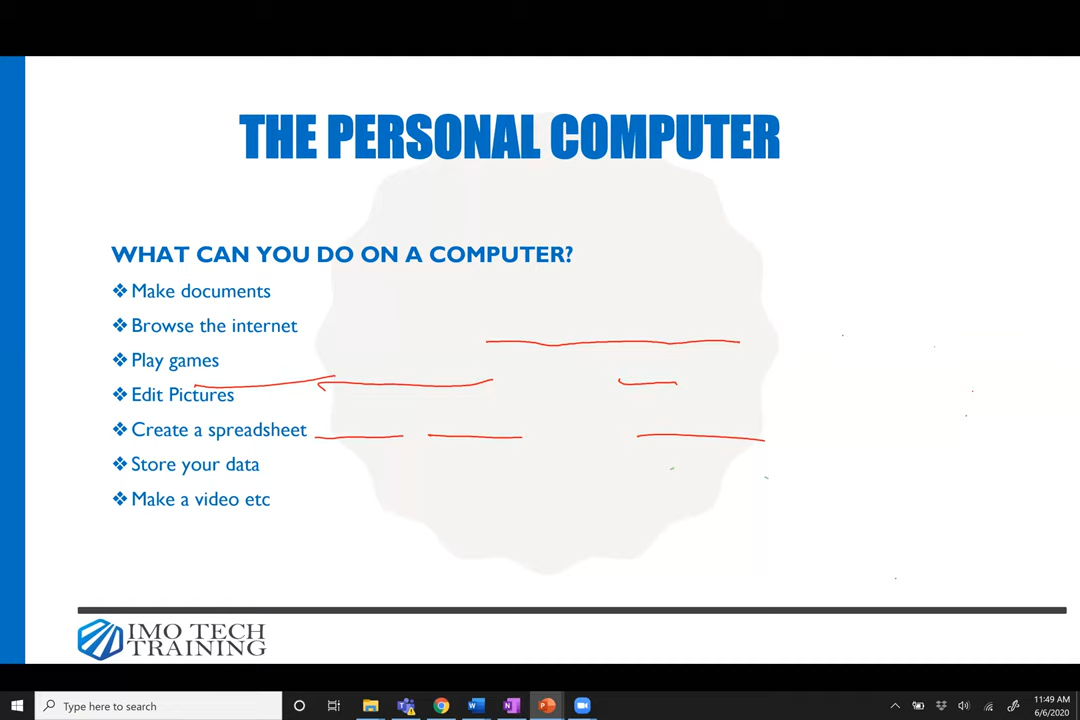 THE PERSONAL COMPUTER
WHAT CAN YOU DO ON A COMPUTER?
❖ Make documents
❖ Browse the internet
❖ Play games
❖ Edit Pictures
❖ Create a spreadsheet
❖ Store your data
❖ Make a video etc
IMO TECH
TRAINING
Type here to search
11:49 AM
6/6/2020